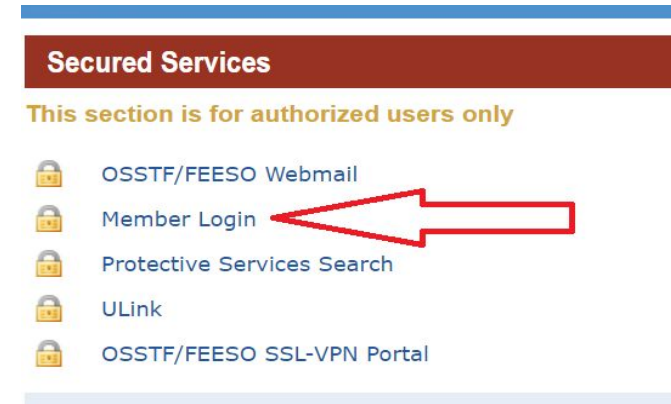 Secured Services
This section is for authorized users only
OSSTF/FEESO Webmail
Member Login
Protective Services Search
ULink
OSSTF/FEESO SSL-VPN Portal